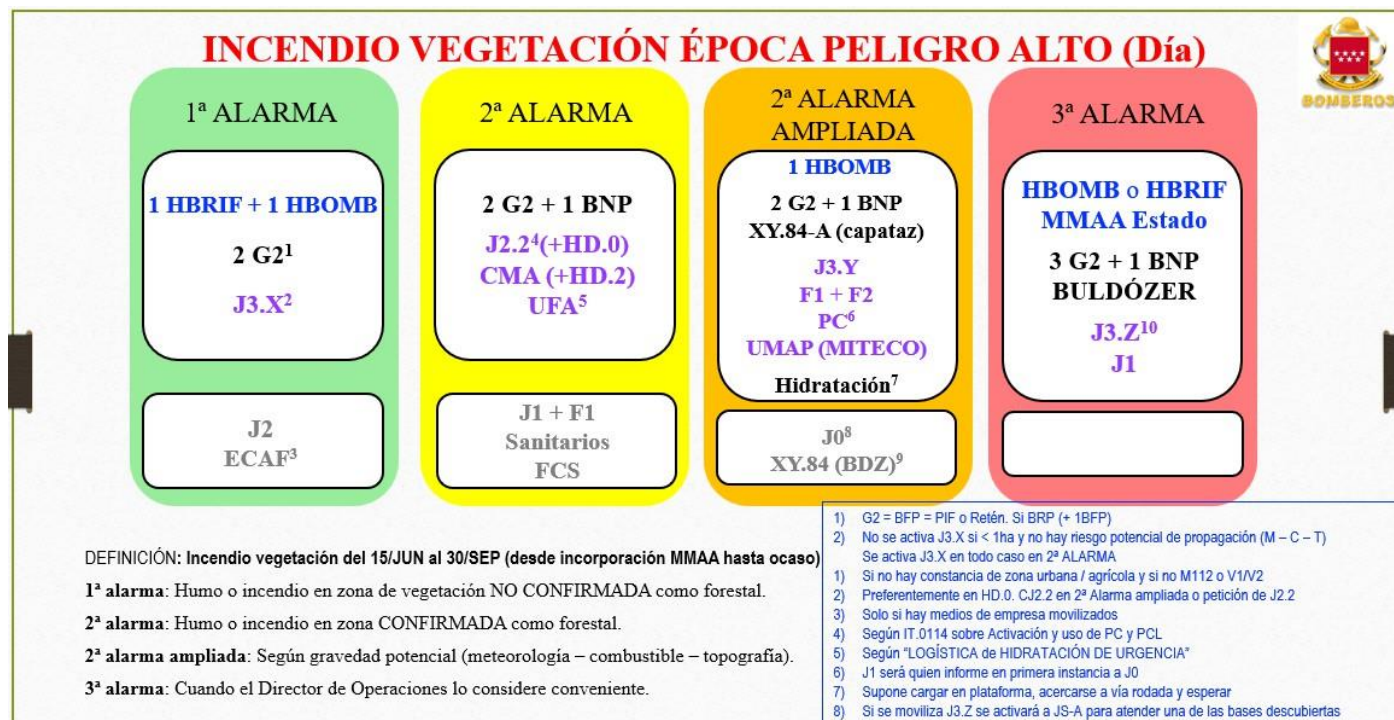 INCENDIO VEGETACIÓN ÉPOCA PELIGRO ALTO (Día)
BOMBEROS
1ª ALARMA
1 HBRIF + 1 HBOMB
2 G2¹
J3.X²
J2
ECAF³
2ª ALARMA
2 G2 + 1 BNP
J2.2⁴(+HD.0)
CMA (+HD.2)
UFA⁵
J1 + F1
Sanitarios
FCS
2ª ALARMA
AMPLIADA
1 HBOMB
2 G2 + 1 BNP
XY.84-A (capataz)
J3.Y
F1 + F2
PC⁶
UMAP (MITECO)
Hidratación⁷
J0⁸
XY.84 (BDZ)⁹
3ª ALARMA
HBOMB o HBRIF
MMAA Estado
3 G2 + 1 BNP
BULDÓZER
J3.Z¹⁰
J1
DEFINICIÓN: Incendio vegetación del 15/JUN al 30/SEP (desde incorporación MMAA hasta ocaso)
1ª alarma: Humo o incendio en zona de vegetación NO CONFIRMADA como forestal.
2ª alarma: Humo o incendio en zona CONFIRMADA como forestal.
2ª alarma ampliada: Según gravedad potencial (meteorología – combustible – topografía).
3ª alarma: Cuando el Director de Operaciones lo considere conveniente.
1) G2 = BFP = PIF o Retén. Si BRP (+ 1BFP)
2) No se activa J3.X si < 1ha y no hay riesgo potencial de propagación (M – C – T)
Se activa J3.X en todo caso en 2ª ALARMA
1) Si no hay constancia de zona urbana / agrícola y si no M112 o V1/V2
2) Preferentemente en HD.0. CJ2.2 en 2ª Alarma ampliada o petición de J2.2
3) Solo si hay medios de empresa movilizados
4) Según IT.0114 sobre Activación y uso de PC y PCL
5) Según "LOGÍSTICA de HIDRATACIÓN DE URGENCIA"
6) J1 será quien informe en primera instancia a J0
7) Supone cargar en plataforma, acercarse a vía rodada y esperar
8) Si se moviliza J3.Z se activará a JS-A para atender una de las bases descubiertas